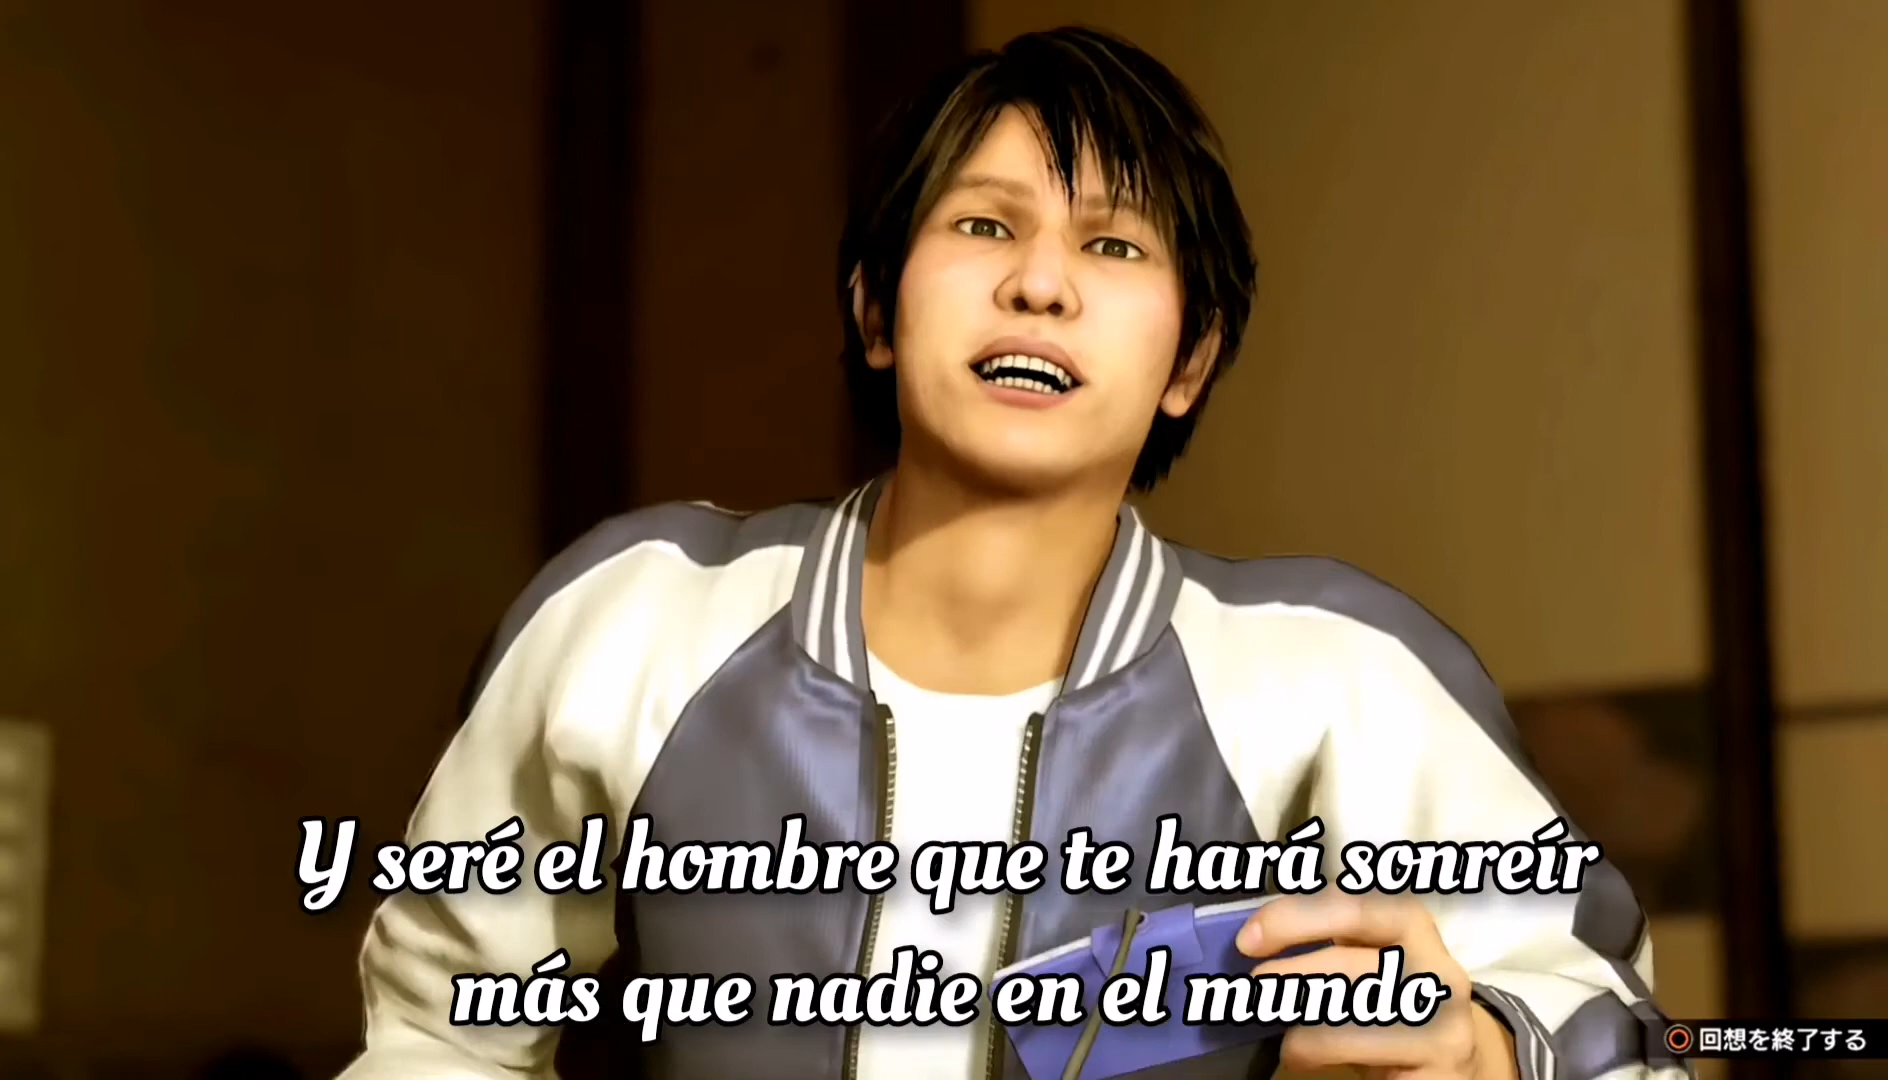 Y seré el hombre que te hará sonreír
más que nadie en el mundo
回想を終了する